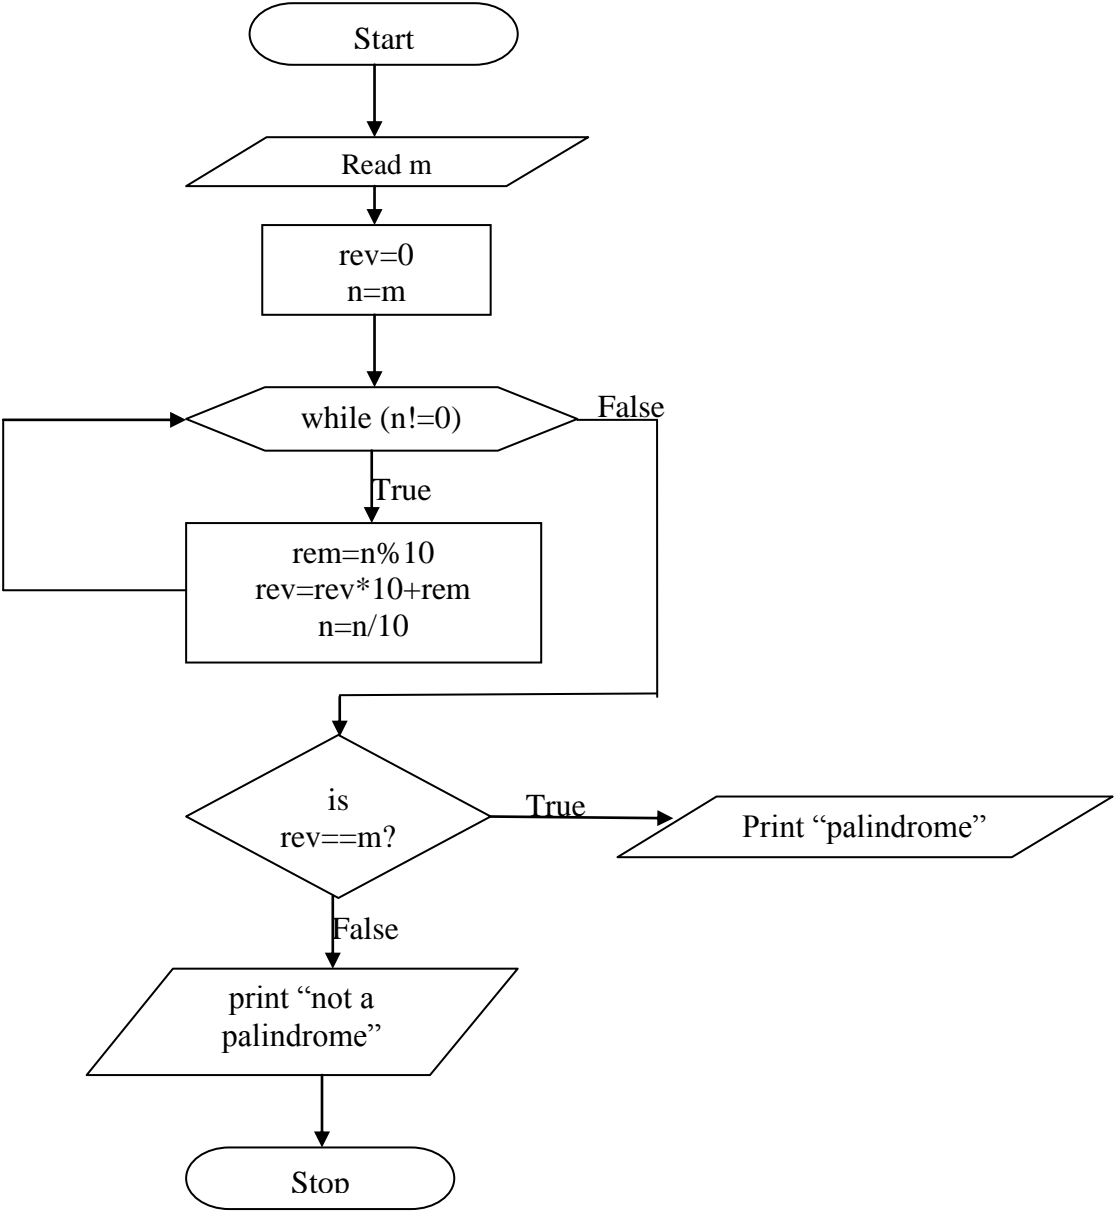 Start
Read m
rev=0
n=m
while (n!=0)
False
True
rem=n%10
rev=rev*10+rem
n=n/10
is
rev==m?
True
Print “palindrome”
False
print “not a
palindrome”
Stop